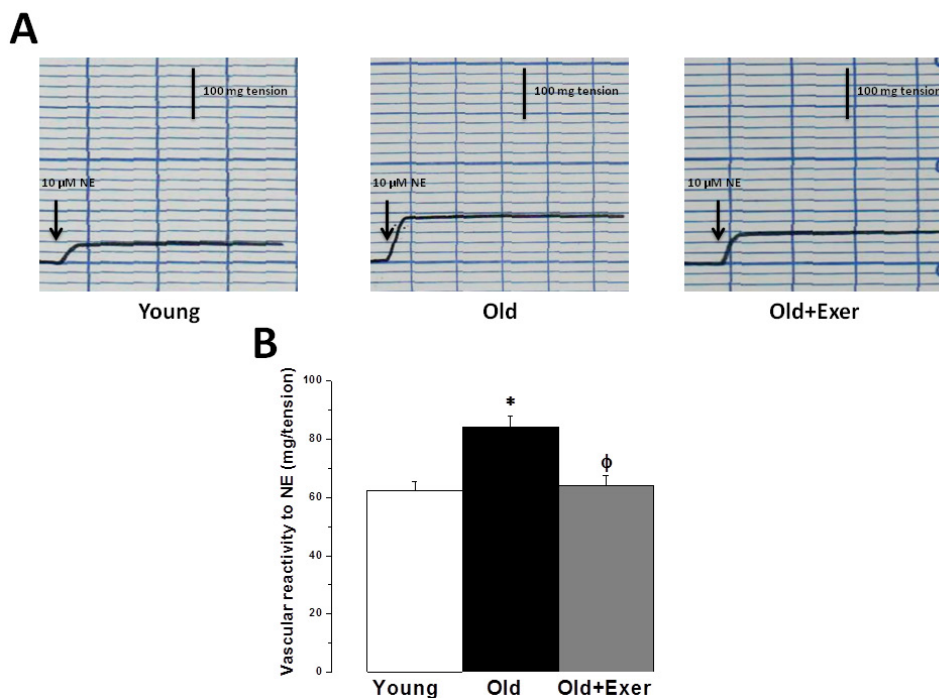 A
100 mg tension
10 µM NE
Young
100 mg tension
10 µM NE
Old
100 mg tension
10 µM NE
Old+Exer
B
Vascular reactivity to NE (mg/tension)
100
80
60
40
20
0
*
ϕ
Young Old Old+Exer